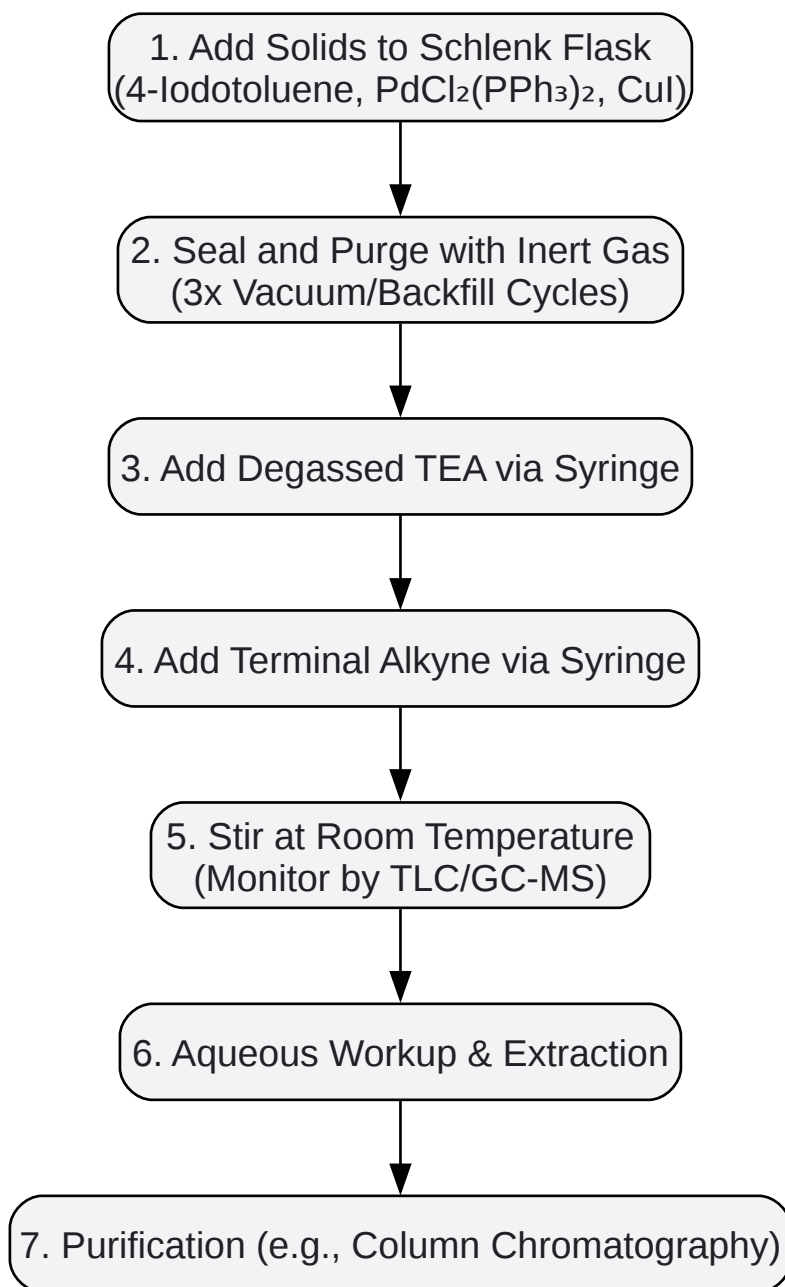 1. Add Solids to Schlenk Flask
(4-Iodotoluene, PdCl₂(PPh₃)₂, CuI)
2. Seal and Purge with Inert Gas
(3x Vacuum/Backfill Cycles)
3. Add Degassed TEA via Syringe
4. Add Terminal Alkyne via Syringe
5. Stir at Room Temperature
(Monitor by TLC/GC-MS)
6. Aqueous Workup & Extraction
7. Purification (e.g., Column Chromatography)